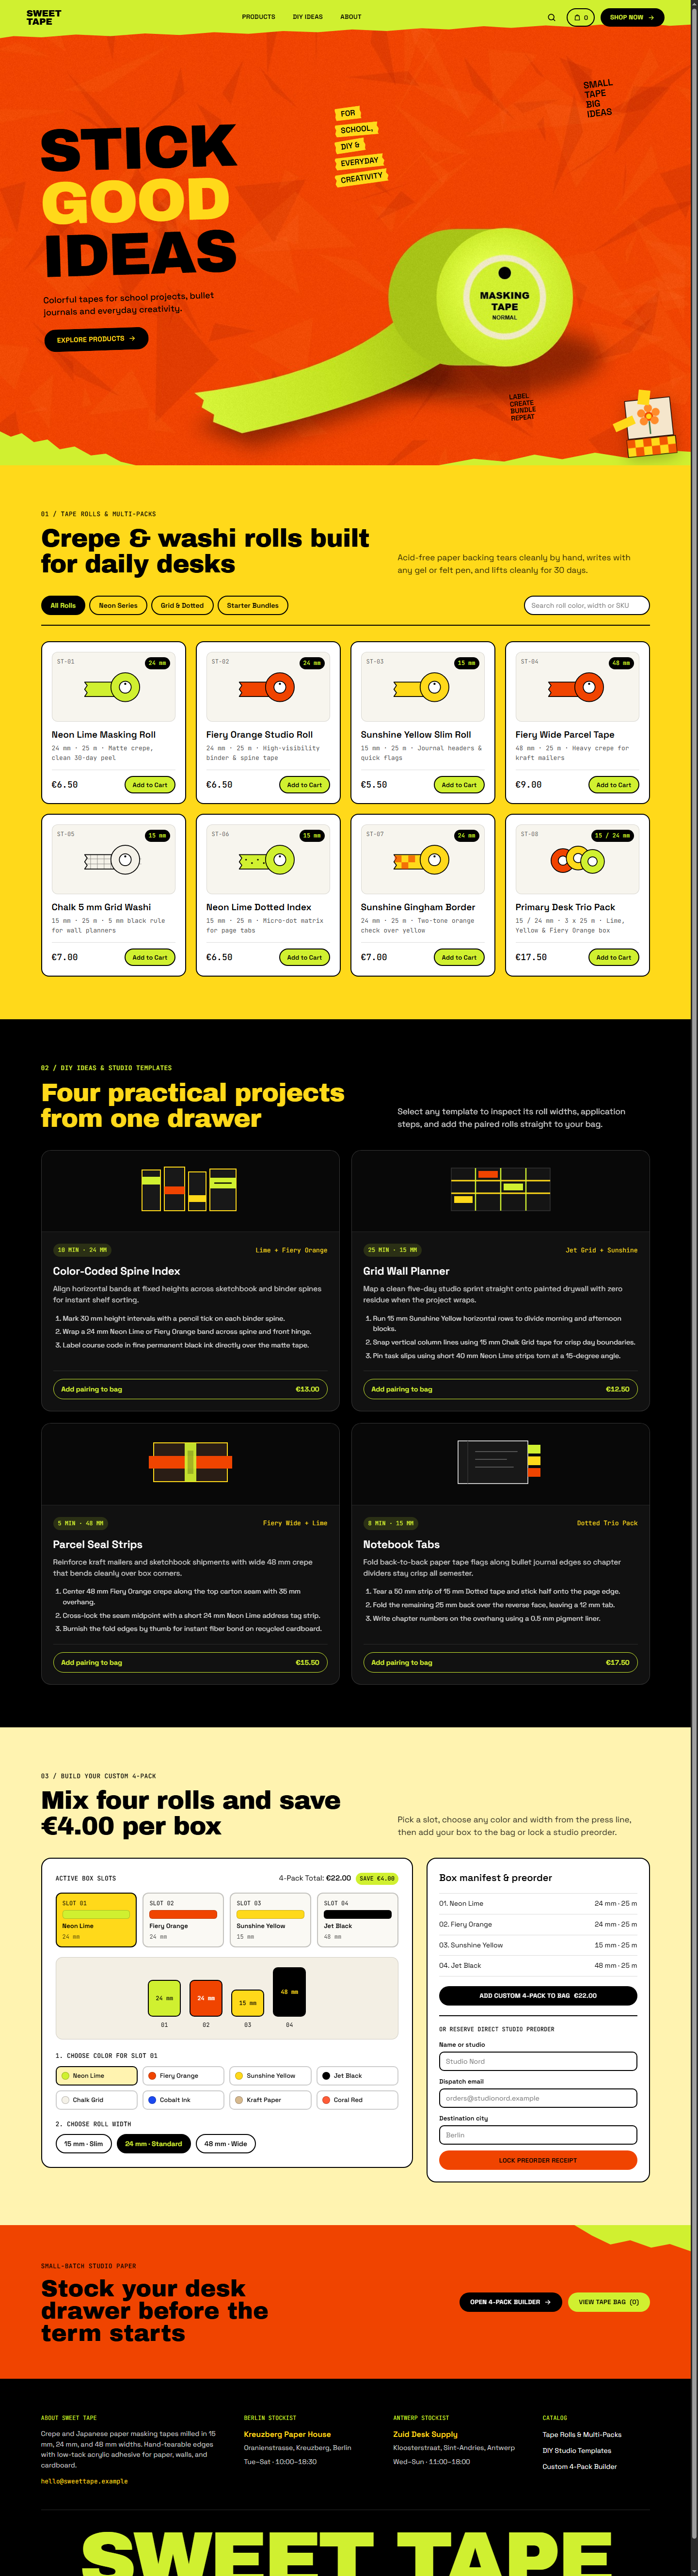 SWEET
TAPE
PRODUCTS DIY IDEAS ABOUT
0
SHOP NOW →
SMALL
TAPE
BIG
IDEAS
FOR
SCHOOL,
DIY &
EVERYDAY
CREATIVITY
STICK
GOOD
IDEAS
Colorful tapes for school projects, bullet
journals and everyday creativity.
EXPLORE PRODUCTS →
MASKING
TAPE
NORMAL
LABEL
CREATE
BUNDLE
REPEAT
01 / TAPE ROLLS & MULTI-PACKS
Crepe & washi rolls built
for daily desks
Acid-free paper backing tears cleanly by hand, writes with
any gel or felt pen, and lifts cleanly for 30 days.
All Rolls Neon Series Grid & Dotted Starter Bundles
Search roll color, width or SKU
ST-01 24 mm
Neon Lime Masking Roll
24 mm · 25 m · Matte crepe,
clean 30-day peel
€6.50 Add to Cart
ST-02 24 mm
Fiery Orange Studio Roll
24 mm · 25 m · High-visibility
binder & spine tape
€6.50 Add to Cart
ST-03 15 mm
Sunshine Yellow Slim Roll
15 mm · 25 m · Journal headers &
quick flags
€5.50 Add to Cart
ST-04 48 mm
Fiery Wide Parcel Tape
48 mm · 25 m · Heavy crepe for
kraft mailers
€9.00 Add to Cart
ST-05 15 mm
Chalk 5 mm Grid Washi
15 mm · 25 m · 5 mm black rule
for wall planners
€7.00 Add to Cart
ST-06 15 mm
Neon Lime Dotted Index
15 mm · 25 m · Micro-dot matrix
for page tabs
€6.50 Add to Cart
ST-07 24 mm
Sunshine Gingham Border
24 mm · 25 m · Two-tone orange
check over yellow
€7.00 Add to Cart
ST-08 15 / 24 mm
Primary Desk Trio Pack
15 / 24 mm · 3 x 25 m · Lime,
Yellow & Fiery Orange box
€17.50 Add to Cart
02 / DIY IDEAS & STUDIO TEMPLATES
Four practical projects
from one drawer
Select any template to inspect its roll widths, application
steps, and add the paired rolls straight to your bag.
10 MIN · 24 MM Lime + Fiery Orange
Color-Coded Spine Index
Align horizontal bands at fixed heights across sketchbook and binder spines
for instant shelf sorting.
1. Mark 30 mm height intervals with a pencil tick on each binder spine.
2. Wrap a 24 mm Neon Lime or Fiery Orange band across spine and front hinge.
3. Label course code in fine permanent black ink directly over the matte tape.
Add pairing to bag €13.00
25 MIN · 15 MM Jet Grid + Sunshine
Grid Wall Planner
Map a clean five-day studio sprint straight onto painted drywall with zero
residue when the project wraps.
1. Run 15 mm Sunshine Yellow horizontal rows to divide morning and afternoon
blocks.
2. Snap vertical column lines using 15 mm Chalk Grid tape for crisp day boundaries.
3. Pin task slips using short 40 mm Neon Lime strips torn at a 15-degree angle.
Add pairing to bag €12.50
5 MIN · 48 MM Fiery Wide + Lime
Parcel Seal Strips
Reinforce kraft mailers and sketchbook shipments with wide 48 mm crepe
that bends cleanly over box corners.
1. Center 48 mm Fiery Orange crepe along the top carton seam with 35 mm
overhang.
2. Cross-lock the seam midpoint with a short 24 mm Neon Lime address tag strip.
3. Burnish the fold edges by thumb for instant fiber bond on recycled cardboard.
Add pairing to bag €15.50
8 MIN · 15 MM Dotted Trio Pack
Notebook Tabs
Fold back-to-back paper tape flags along bullet journal edges so chapter
dividers stay crisp all semester.
1. Tear a 50 mm strip of 15 mm Dotted tape and stick half onto the page edge.
2. Fold the remaining 25 mm back over the reverse face, leaving a 12 mm tab.
3. Write chapter numbers on the overhang using a 0.5 mm pigment liner.
Add pairing to bag €17.50
03 / BUILD YOUR CUSTOM 4-PACK
Mix four rolls and save
€4.00 per box
Pick a slot, choose any color and width from the press line,
then add your box to the bag or lock a studio preorder.
ACTIVE BOX SLOTS 4-Pack Total: €22.00 SAVE €4.00
SLOT 01
Neon Lime
24 mm
SLOT 02
Fiery Orange
24 mm
SLOT 03
Sunshine Yellow
15 mm
SLOT 04
Jet Black
48 mm
24 mm 24 mm 15 mm 48 mm
01 02 03 04
1. CHOOSE COLOR FOR SLOT 01
Neon Lime Fiery Orange Sunshine Yellow Jet Black
Chalk Grid Cobalt Ink Kraft Paper Coral Red
2. CHOOSE ROLL WIDTH
15 mm · Slim 24 mm · Standard 48 mm · Wide
Box manifest & preorder
01. Neon Lime 24 mm · 25 m
02. Fiery Orange 24 mm · 25 m
03. Sunshine Yellow 15 mm · 25 m
04. Jet Black 48 mm · 25 m
ADD CUSTOM 4-PACK TO BAG €22.00
OR RESERVE DIRECT STUDIO PREORDER
Name or studio
Studio Nord
Dispatch email
orders@studionord.example
Destination city
Berlin
LOCK PREORDER RECEIPT
SMALL-BATCH STUDIO PAPER
Stock your desk
drawer before the
term starts
OPEN 4-PACK BUILDER →
VIEW TAPE BAG (0)
ABOUT SWEET TAPE
Crepe and Japanese paper masking tapes milled in 15
mm, 24 mm, and 48 mm widths. Hand-tearable edges
with low-tack acrylic adhesive for paper, walls, and
cardboard.
hello@sweettape.example
BERLIN STOCKIST
Kreuzberg Paper House
Oranienstrasse, Kreuzberg, Berlin
Tue–Sat · 10:00–18:30
ANTWERP STOCKIST
Zuid Desk Supply
Kloosterstraat, Sint-Andries, Antwerp
Wed–Sun · 11:00–18:00
CATALOG
Tape Rolls & Multi-Packs
DIY Studio Templates
Custom 4-Pack Builder
SWEET TAPE